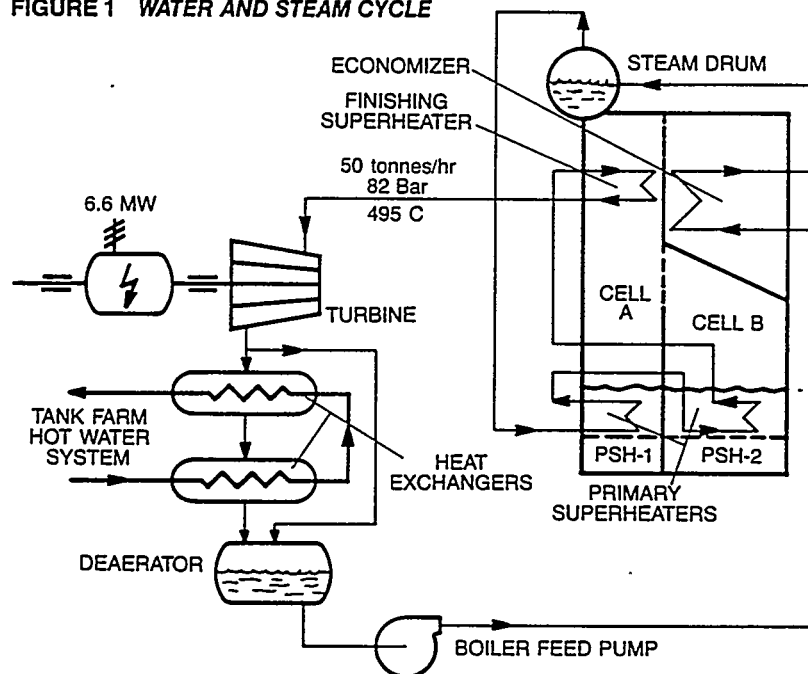 FIGURE 1 WATER AND STEAM CYCLE
ECONOMIZER
STEAM DRUM
FINISHING
SUPERHEATER
50 tonnes/hr
82 Bar
495 C
6.6 MW
TURBINE
CELL
A
CELL B
TANK FARM
HOT WATER
SYSTEM
HEAT
EXCHANGERS
PSH-1
PSH-2
PRIMARY
SUPERHEATERS
DEAERATOR
BOILER FEED PUMP